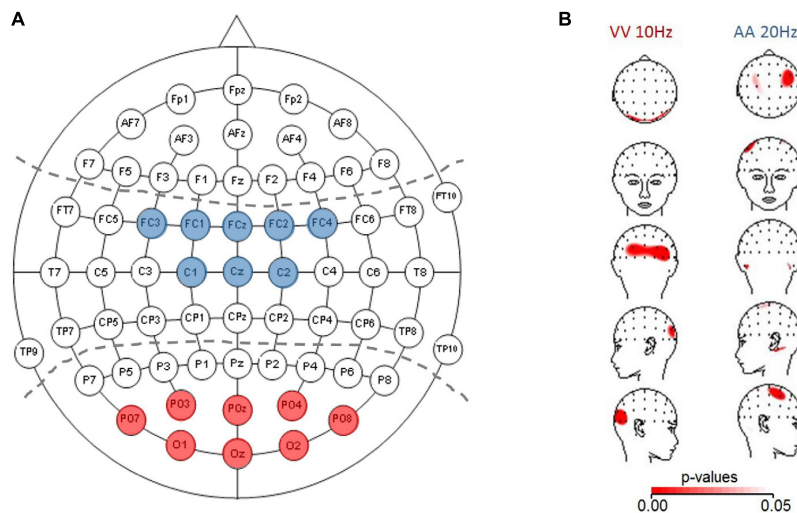 A
Fpz
Fp1 Fp2
AF7 AF8
AF3 AFz AF4
F7 F5 F3 F1 Fz F2 F4 F6 F8
FT10
FT7 FC5 FC3 FC1 FCz FC2 FC4 FC6 FT8
T7 C5 C3 C1 Cz C2 C4 C6 T8
TP9 TP7 CP5 CP3 CP1 CPz CP2 CP4 CP6 TP8 TP10
P7 P5 P3 P1 Pz P2 P4 P6 P8
PO7 PO3 POz PO4 PO8
O1 Oz O2
B
VV 10Hz AA 20Hz
p-values
0.00 0.05